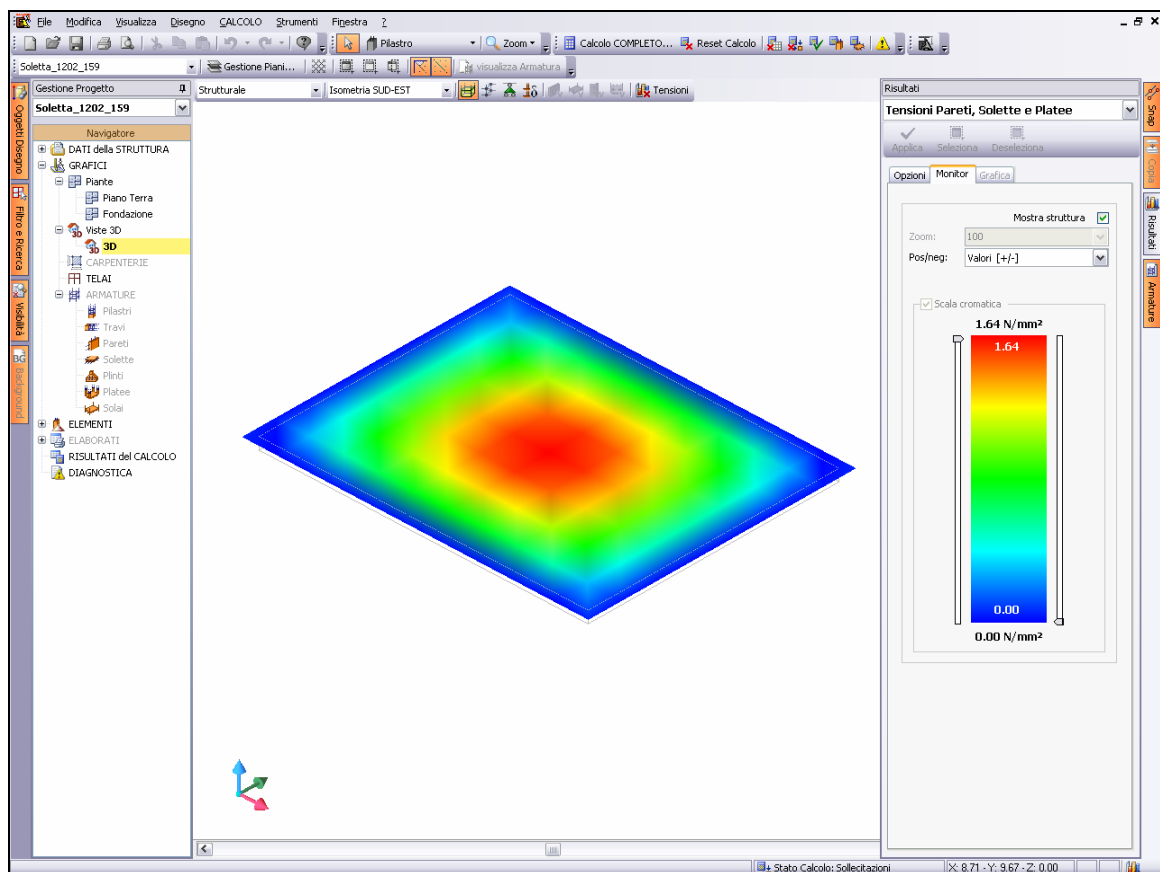 File Modifica Visualizza Disegno CALCOLO Strumenti Finestra ?
Pilastro Zoom Calcolo COMPLETO... Reset Calcolo
Soletta_1202_159 Gestione Piani... visualizza Armatura
Gestione Progetto
Strutturale Isometria SUD-EST Tensioni
Soletta_1202_159
Navigatore
DATI della STRUTTURA
GRAFICI
Piante
Piano Terra
Fondazione
Viste 3D
3D
CARPENTERIE
TELAI
ARMATURE
Pilastri
Travi
Pareti
Solette
Plinti
Platee
Solai
ELEMENTI
ELABORATI
RISULTATI del CALCOLO
DIAGNOSTICA
Oggetti Disegno
Filtro e Ricerca
Visibilità
BG Background
Risultati
Tensioni Pareti, Solette e Platee
Applica Seleziona Deseleziona
Opzioni Monitor Grafica
Mostra struttura
Zoom: 100
Pos/neg: Valori [+/-]
Scala cromatica
1.64 N/mm²
1.64
0.00
0.00 N/mm²
Snap
Copia
Risultati
Armature
Stato Calcolo: Sollecitazioni X: 8.71 - Y: 9.67 - Z: 0.00